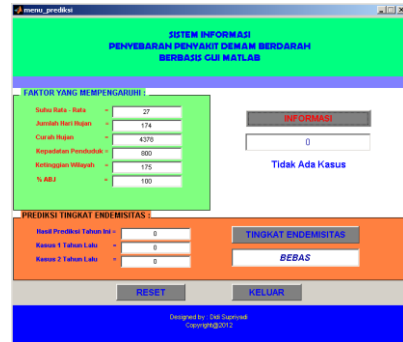 menu_prediksi
SISTEM INFORMASI
PENYEBARAN PENYAKIT DEMAM BERDARAH
BERBASIS GUI MATLAB
FAKTOR YANG MEMPENGARUHI :
Suhu Rata - Rata = 27
Jumlah Hari Hujan = 174
Curah Hujan = 4378
Kepadatan Penduduk = 600
Ketinggian Wilayah = 175
% ABJ = 100
INFORMASI
0
Tidak Ada Kasus
PREDIKSI TINGKAT ENDEMISITAS :
Hasil Prediksi Tahun Ini = 0
Kasus 1 Tahun Lalu = 0
Kasus 2 Tahun Lalu = 0
TINGKAT ENDEMISITAS
BEBAS
RESET
KELUAR
Designed by : Didi Supriyadi
Copyright@2012